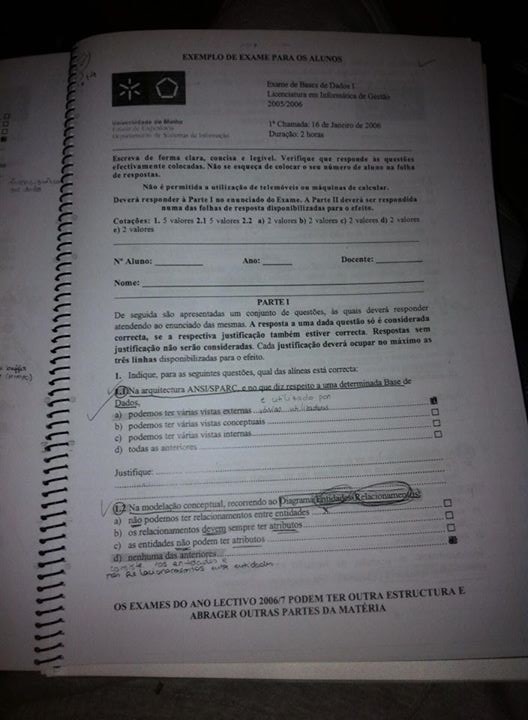 EXEMPLO DE EXAME PARA OS ALUNOS
Exame de Bases de Dados I
Licenciatura em Informática de Gestão
2005/2006
Universidade do Minho
Escola de Engenharia
Departamento de Sistemas de Informação
1ª Chamada: 16 de Janeiro de 2006
Duração: 2 horas
Escreva de forma clara, concisa e legível. Verifique que responde às questões
efectivamente colocadas. Não se esqueça de colocar o seu número de aluno na folha
de respostas.
Não é permitida a utilização de telemóveis ou máquinas de calcular.
Deverá responder à Parte I no enunciado do Exame. A Parte II deverá ser respondida
numa das folhas de resposta disponibilizadas para o efeito.
Cotações: 1. 5 valores 2.1 5 valores 2.2 a) 2 valores b) 2 valores c) 2 valores d) 2 valores
e) 2 valores
Nº Aluno: Ano: Docente:
Nome:
PARTE I
De seguida são apresentadas um conjunto de questões, às quais deverá responder
atendendo ao enunciado das mesmas. A resposta a uma dada questão só é considerada
correcta, se a respectiva justificação também estiver correcta. Respostas sem
justificação não serão consideradas. Cada justificação deverá ocupar no máximo as
três linhas disponibilizadas para o efeito.
1. Indique, para as seguintes questões, qual das alíneas está correcta:
1.1 Na arquitectura ANSI/SPARC, e no que diz respeito a uma determinada Base de
Dados,
e utilizado por
a) podemos ter várias vistas externas várias utilizadores
b) podemos ter várias vistas conceptuais
c) podemos ter várias vistas internas
d) todas as anteriores
Justifique:
1.2 Na modelação conceptual, recorrendo ao Diagrama Entidades Relacionamentos:
a) não podemos ter relacionamentos entre entidades X
b) os relacionamentos devem sempre ter atributos
c) as entidades não podem ter atributos
d) nenhuma das anteriores
entidades
OS EXAMES DO ANO LECTIVO 2006/7 PODEM TER OUTRA ESTRUCTURA E
ABRAGER OUTRAS PARTES DA MATÉRIA